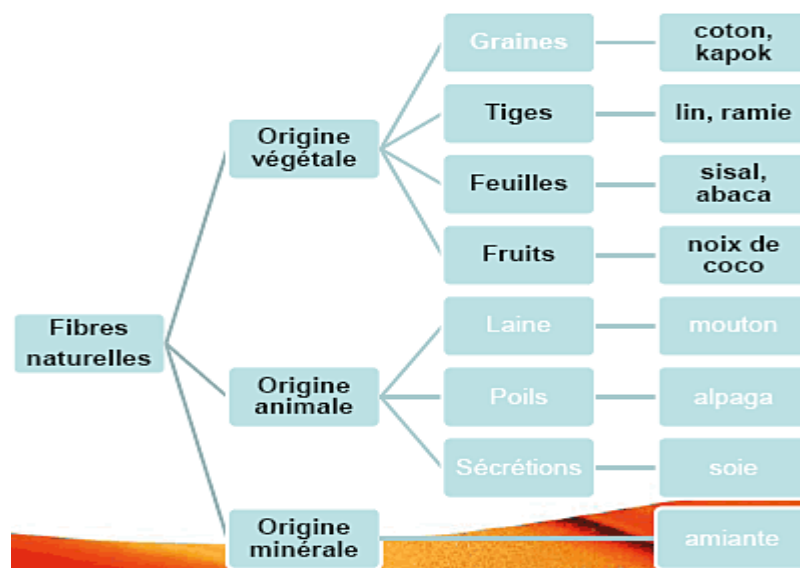 Graines
coton,
kapok
Tiges
lin, ramie
Origine
végétale
Feuilles
sisal,
abaca
Fruits
noix de
coco
Fibres
naturelles
Laine
mouton
Origine
animale
Poils
alpaga
Sécrétions
soie
Origine
minérale
amiante